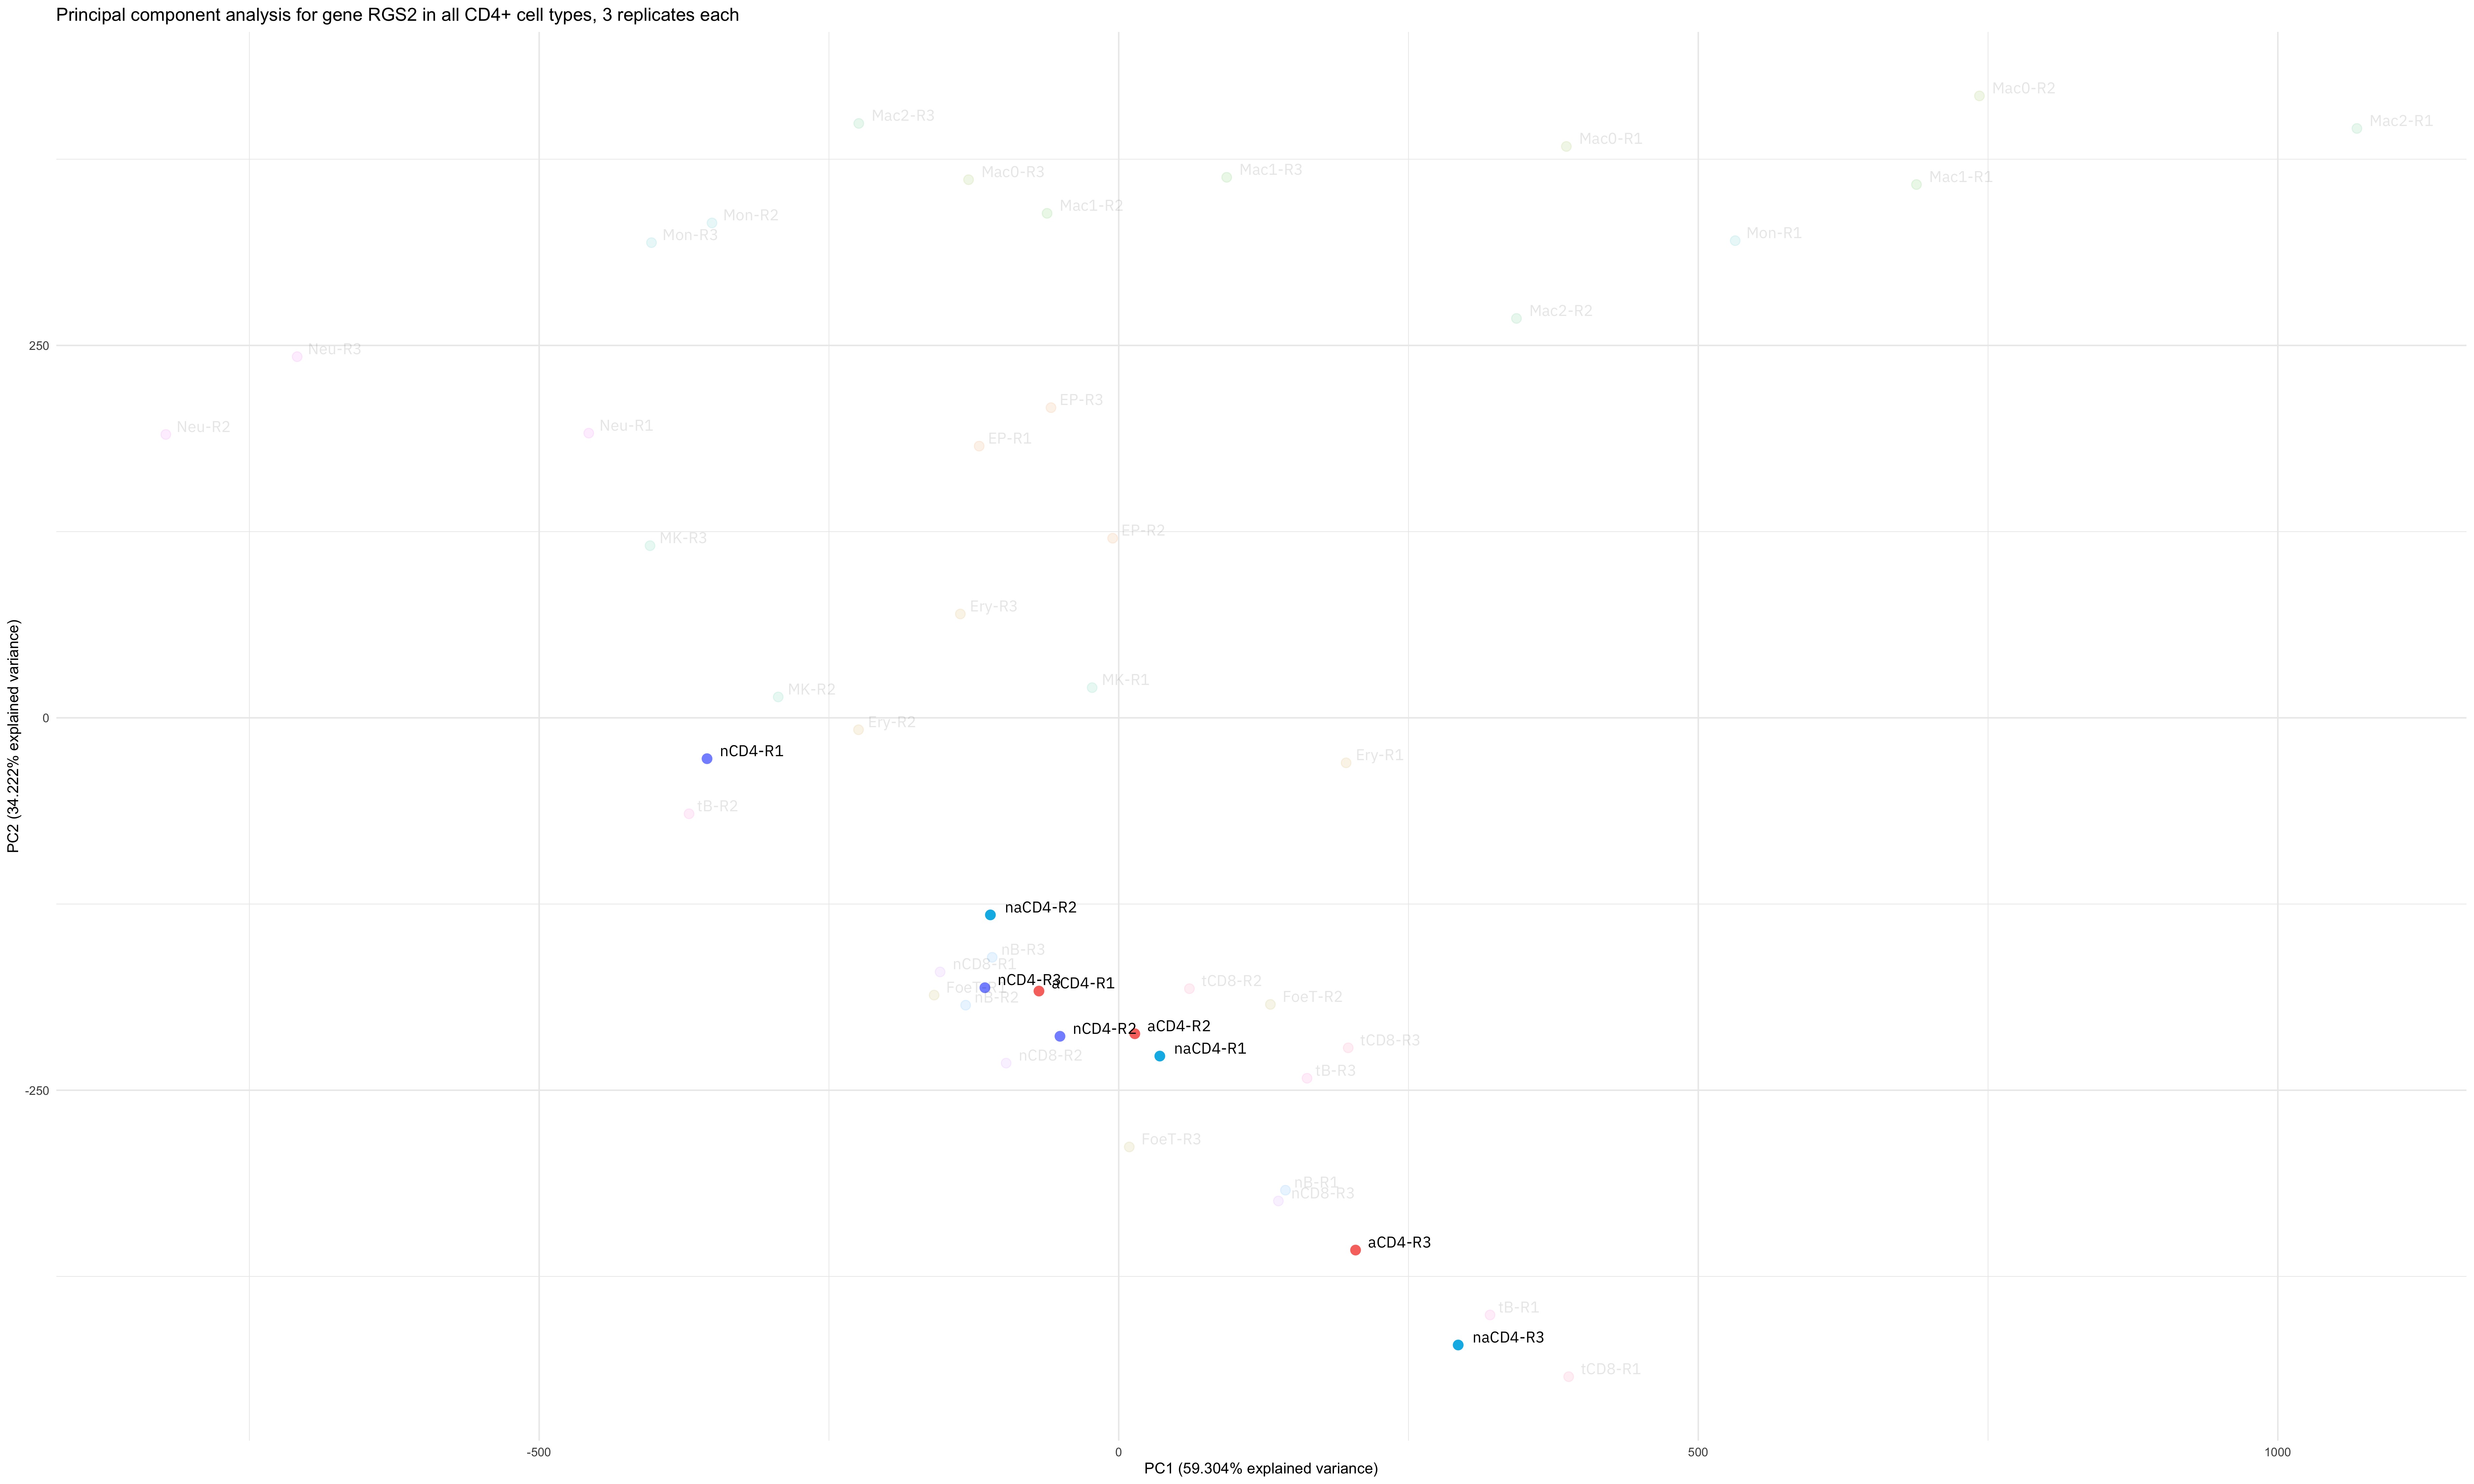 Principal component analysis for gene RGS2 in all CD4+ cell types, 3 replicates each
Mac0-R2
Mac2-R3
Mac2-R1
Mac0-R1
Mac0-R3
Mac1-R3
Mac1-R1
Mac1-R2
Mon-R2
Mon-R3
Mon-R1
Mac2-R2
250
Neu-R3
EP-R3
Neu-R2
Neu-R1
EP-R1
EP-R2
MK-R3
Ery-R3
MK-R2
MK-R1
0
Ery-R2
nCD4-R1
Ery-R1
PC2 (34.222% explained variance)
tB-R2
naCD4-R2
nB-R3
nCD8-R1
nCD4-R3
aCD4-R1
tCD8-R2
FoeT-R1
nB-R2
FoeT-R2
nCD4-R2
aCD4-R2
naCD4-R1
tCD8-R3
nCD8-R2
tB-R3
-250
FoeT-R3
nB-R1
nCD8-R3
aCD4-R3
tB-R1
naCD4-R3
tCD8-R1
-500
0
500
1000
PC1 (59.304% explained variance)